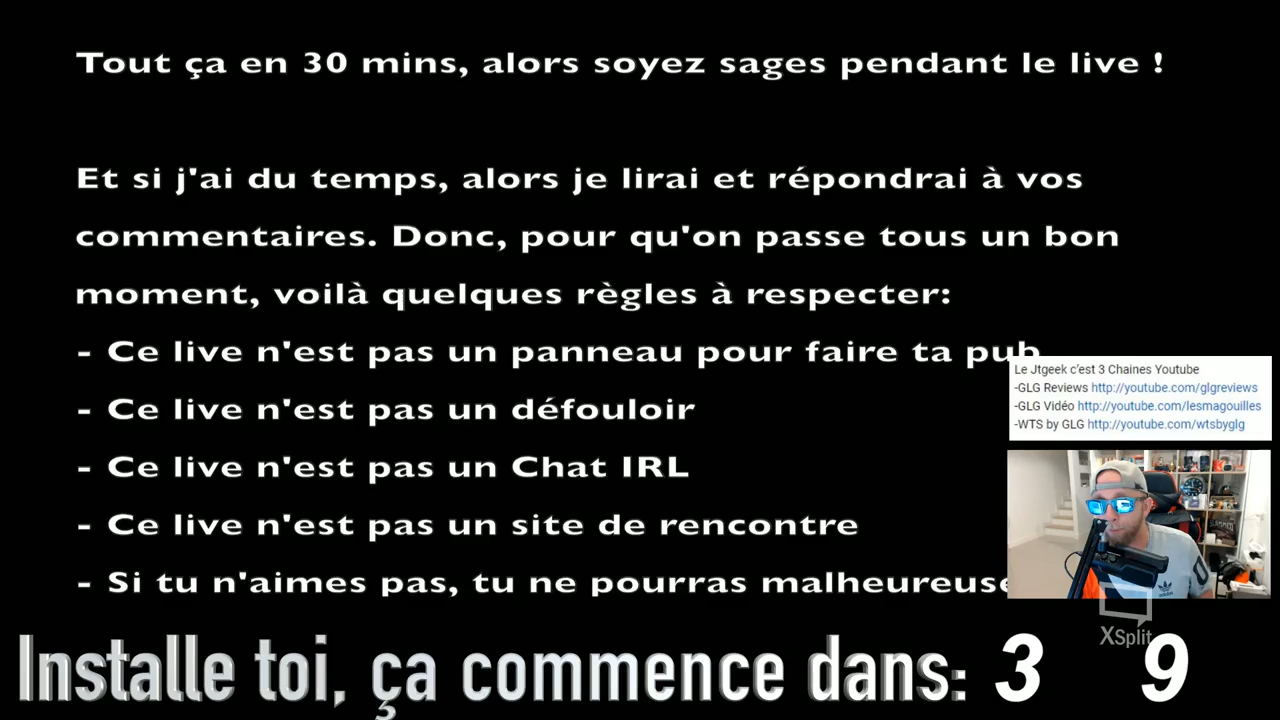 Tout ça en 30 mins, alors soyez sages pendant le live !
Et si j'ai du temps, alors je lirai et répondrai à vos
commentaires. Donc, pour qu'on passe tous un bon
moment, voilà quelques règles à respecter:
- Ce live n'est pas un panneau pour faire ta pub
- Ce live n'est pas un défouloir
- Ce live n'est pas un Chat IRL
- Ce live n'est pas un site de rencontre
- Si tu n'aimes pas, tu ne pourras malheureuse
Le Jtgeek c'est 3 Chaines Youtube
-GLG Reviews http://youtube.com/glgreviews
-GLG Vidéo http://youtube.com/lesmagouilles
-WTS by GLG http://youtube.com/wtsbyglg
adidas
XSplit
Installe toi, ça commence dans: 3 9